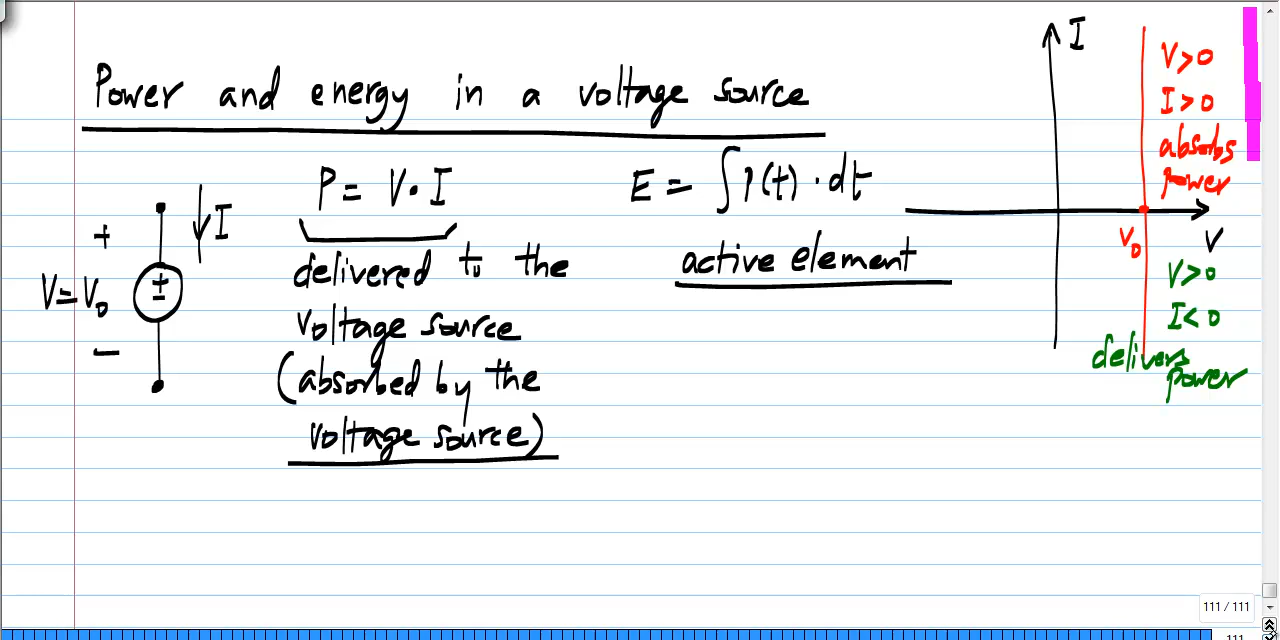 Power and energy in a voltage source
P = V · I
E = ∫ P(t) · dt
I
+
V = V0
±
−
delivered to the
voltage source
(absorbed by the
voltage source)
active element
I
V > 0
I > 0
absorbs
power
V0
V
V > 0
I < 0
delivers
power
111 / 111
111